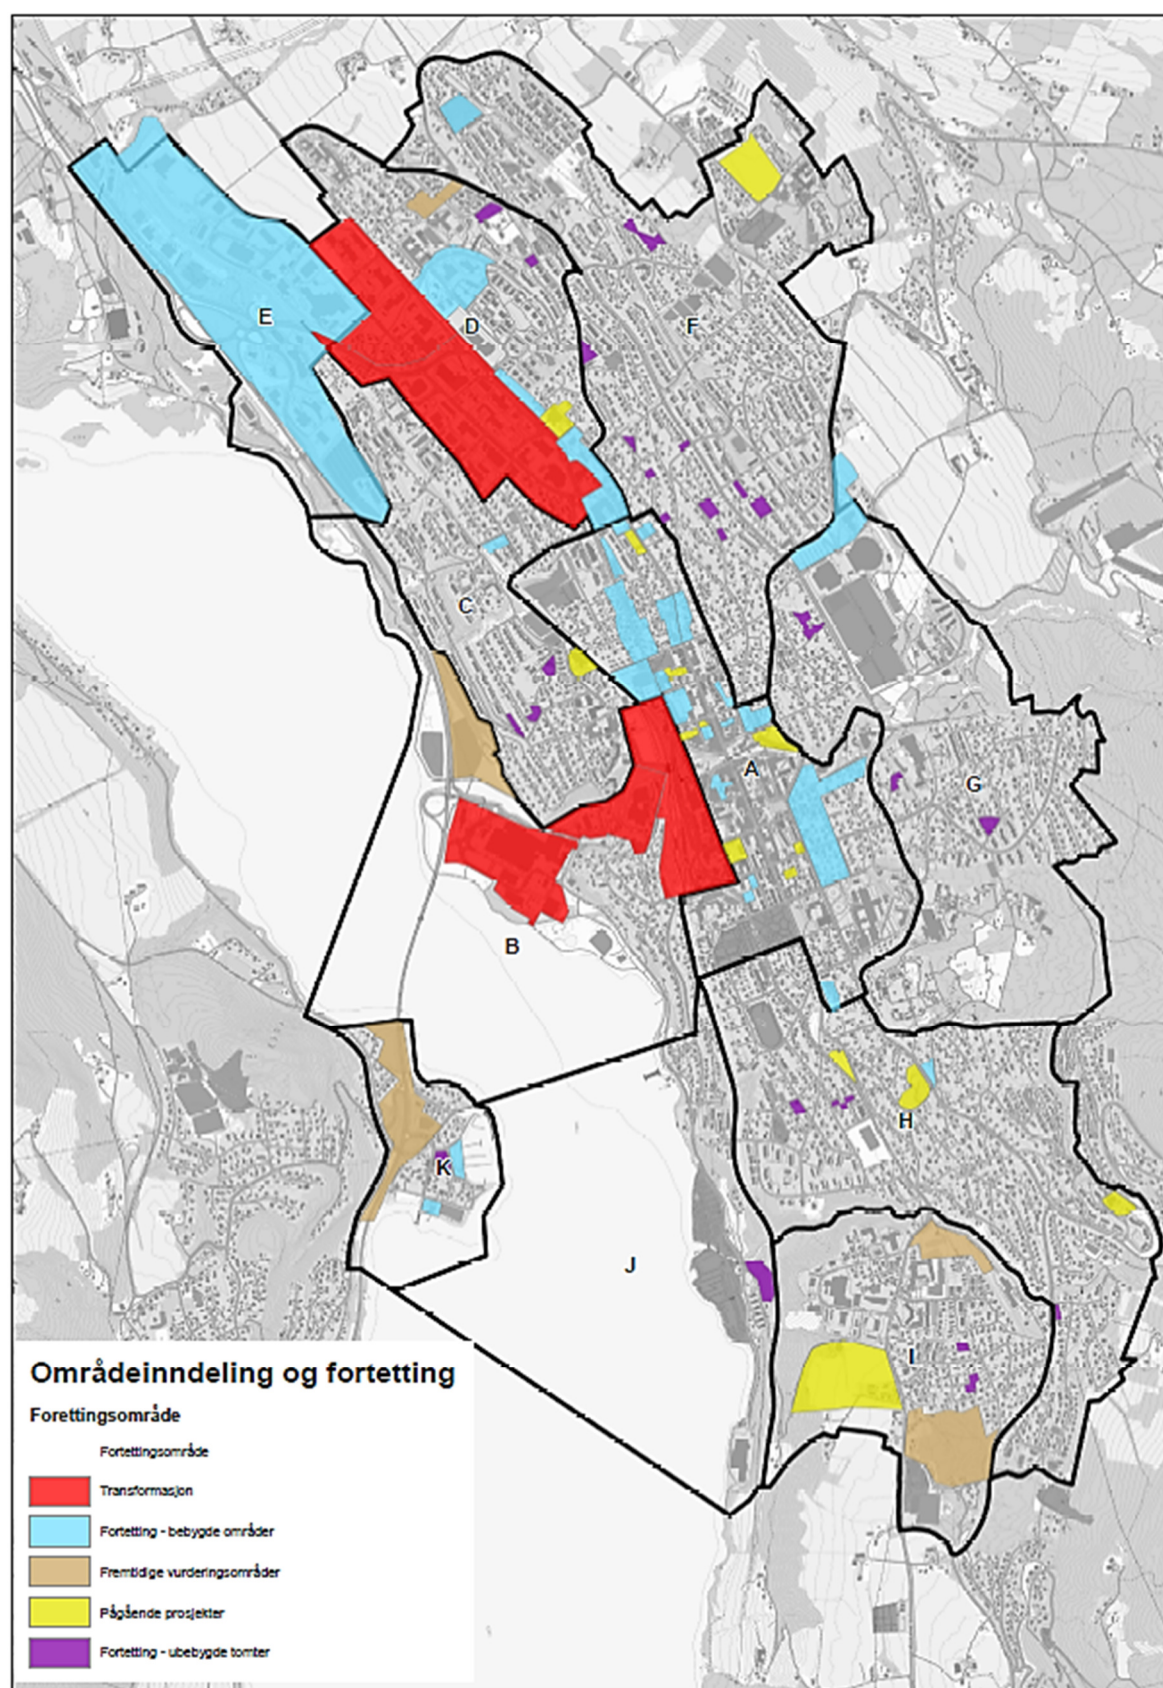 E
D
F
C
A
G
B
H
K
J
I
Områdeinndeling og fortetting
Forettingsområde
Fortettingsområde
Transformasjon
Fortetting - bebygde områder
Fremtidige vurderingsområder
Pågående prosjekter
Fortetting - ubebygde tomter